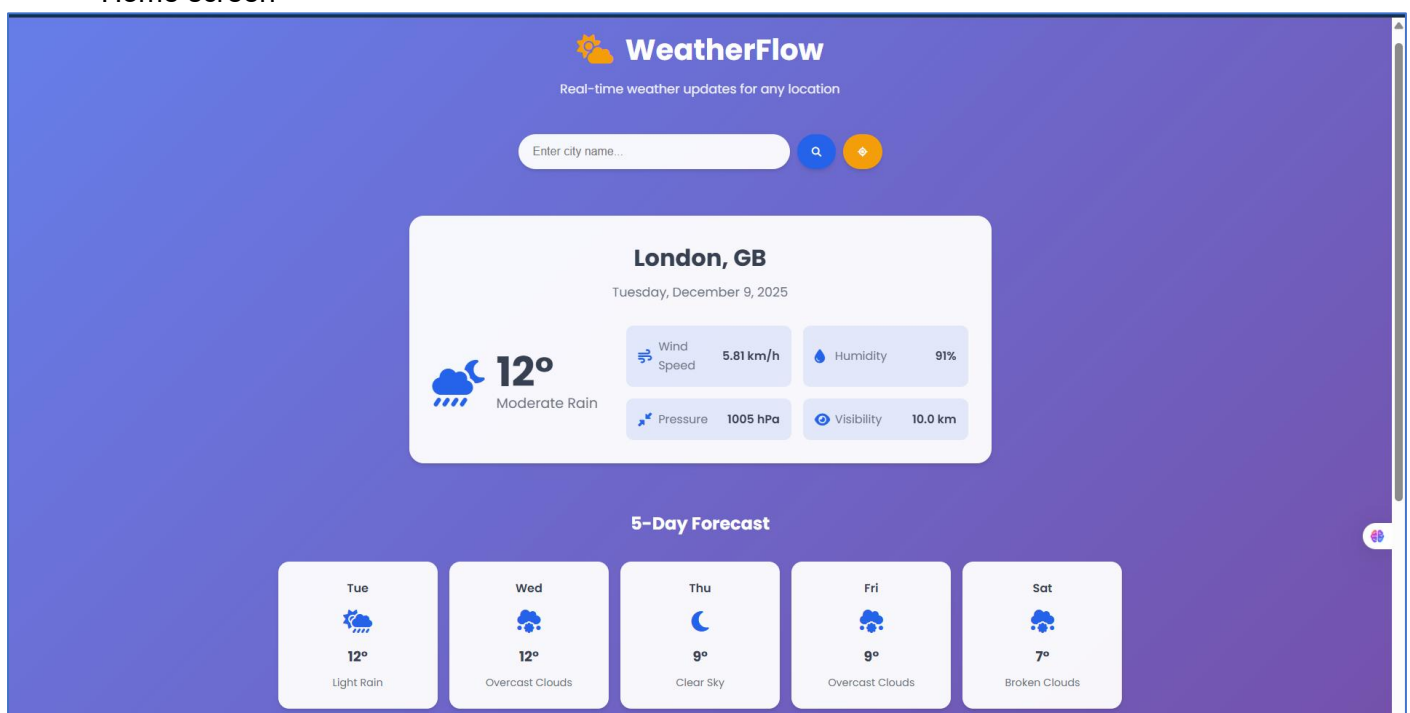 Home screen
WeatherFlow
Real-time weather updates for any location
Enter city name...
London, GB
Tuesday, December 9, 2025
12°
Moderate Rain
Wind Speed 5.81 km/h
Humidity 91%
Pressure 1005 hPa
Visibility 10.0 km
5-Day Forecast
Tue
12°
Light Rain
Wed
12°
Overcast Clouds
Thu
9°
Clear Sky
Fri
9°
Overcast Clouds
Sat
7°
Broken Clouds